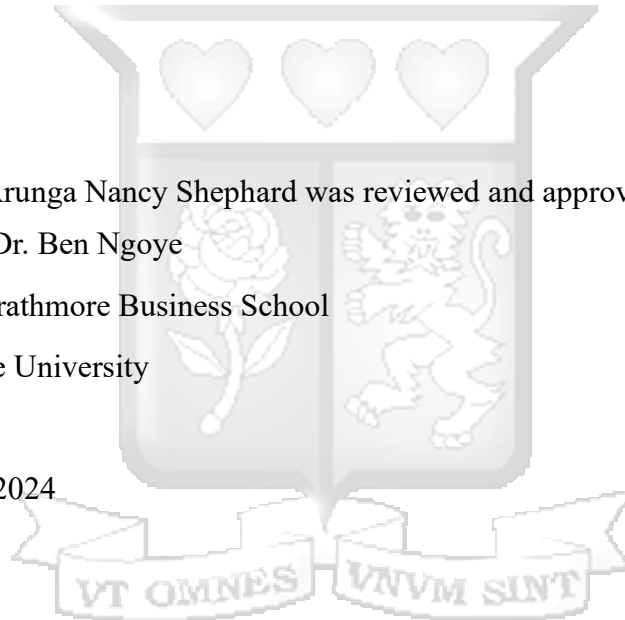 Arunga Nancy Shephard was reviewed and approv
Dr. Ben Ngoye
rathmore Business School
e University
2024
VT OMNES VNVM SINT